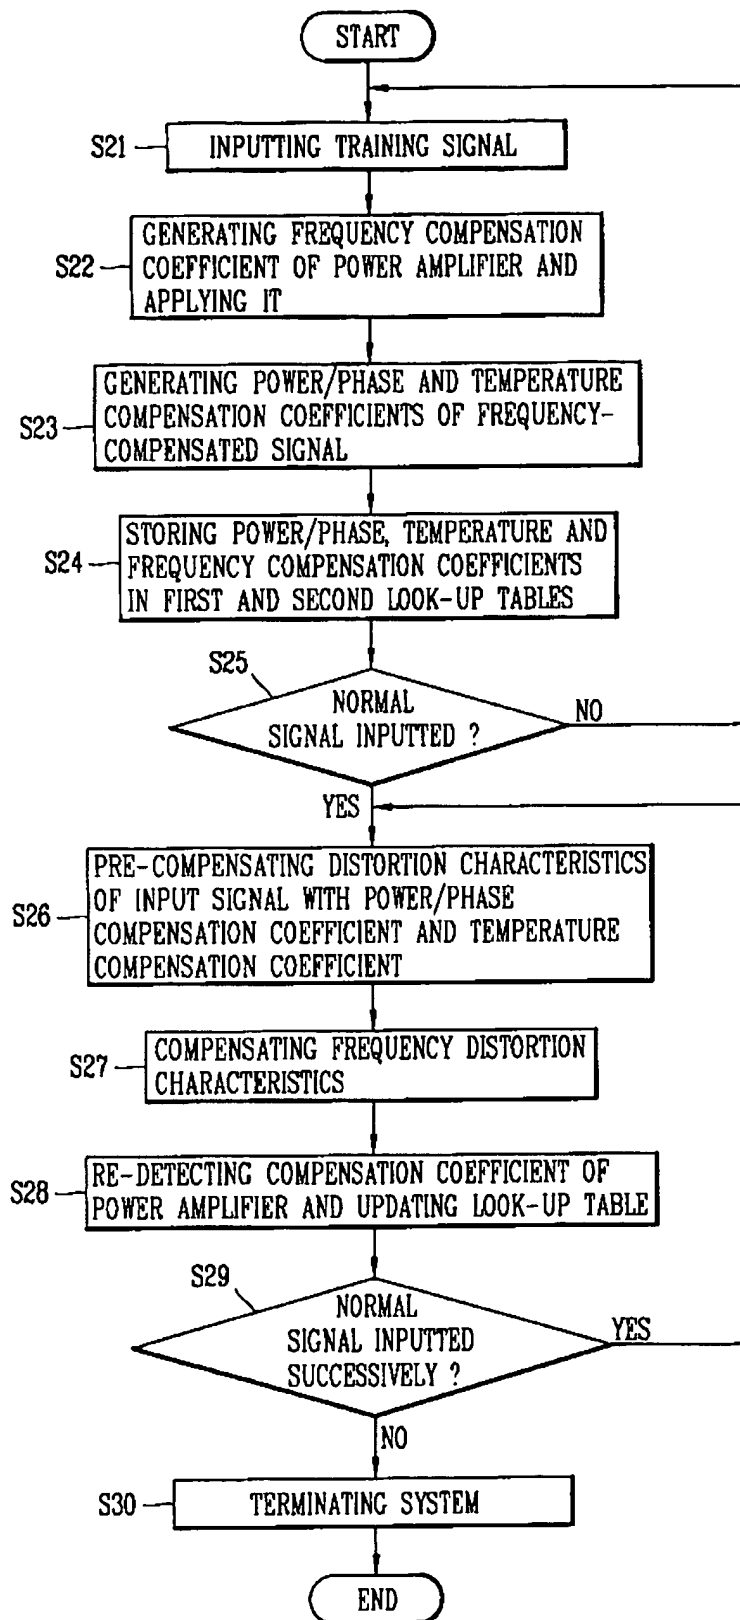 START
S21
INPUTTING TRAINING SIGNAL
S22
GENERATING FREQUENCY COMPENSATION
COEFFICIENT OF POWER AMPLIFIER AND
APPLYING IT
S23
GENERATING POWER/PHASE AND TEMPERATURE
COMPENSATION COEFFICIENTS OF FREQUENCY-
COMPENSATED SIGNAL
S24
STORING POWER/PHASE, TEMPERATURE AND
FREQUENCY COMPENSATION COEFFICIENTS
IN FIRST AND SECOND LOOK-UP TABLES
S25
NORMAL
SIGNAL INPUTTED ?
NO
YES
S26
PRE-COMPENSATING DISTORTION CHARACTERISTICS
OF INPUT SIGNAL WITH POWER/PHASE
COMPENSATION COEFFICIENT AND TEMPERATURE
COMPENSATION COEFFICIENT
S27
COMPENSATING FREQUENCY DISTORTION
CHARACTERISTICS
S28
RE-DETECTING COMPENSATION COEFFICIENT OF
POWER AMPLIFIER AND UPDATING LOOK-UP TABLE
S29
NORMAL
SIGNAL INPUTTED
SUCCESSIVELY ?
YES
NO
S30
TERMINATING SYSTEM
END